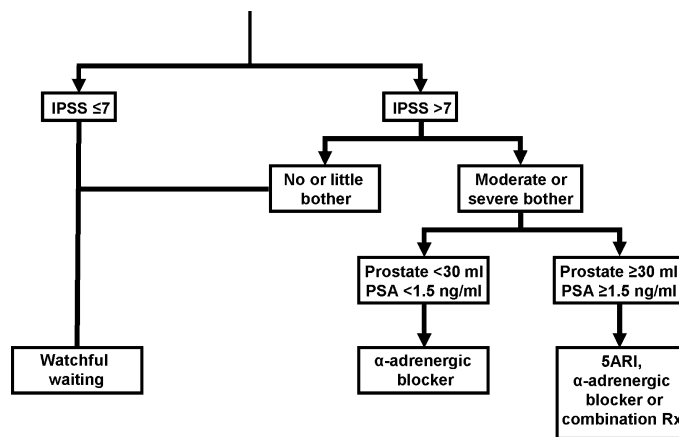 IPSS ≤7
IPSS >7
No or little
bother
Moderate or
severe bother
Prostate <30 ml
PSA <1.5 ng/ml
Prostate ≥30 ml
PSA ≥1.5 ng/ml
Watchful
waiting
α-adrenergic
blocker
5ARI,
α-adrenergic
blocker or
combination Rx